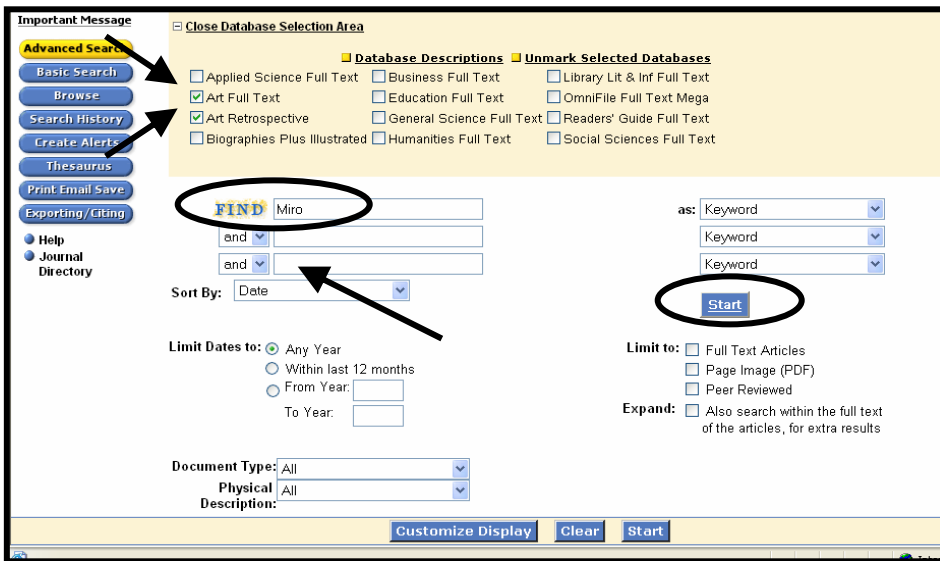 Important Message
Close Database Selection Area
Advanced Search
Database Descriptions Unmark Selected Databases
Basic Search
Applied Science Full Text Business Full Text Library Lit & Inf Full Text
Browse
Art Full Text Education Full Text OmniFile Full Text Mega
Search History
Art Retrospective General Science Full Text Readers' Guide Full Text
Create Alerts
Biographies Plus Illustrated Humanities Full Text Social Sciences Full Text
Thesaurus
Print Email Save
Exporting/Citing
FIND Miro as: Keyword
Help
and Keyword
Journal
Directory
and Keyword
Sort By: Date
Start
Limit Dates to: Any Year Limit to: Full Text Articles
Within last 12 months Page Image (PDF)
From Year: Peer Reviewed
To Year: Expand: Also search within the full text
of the articles, for extra results
Document Type: All
Physical All
Description:
Customize Display Clear Start